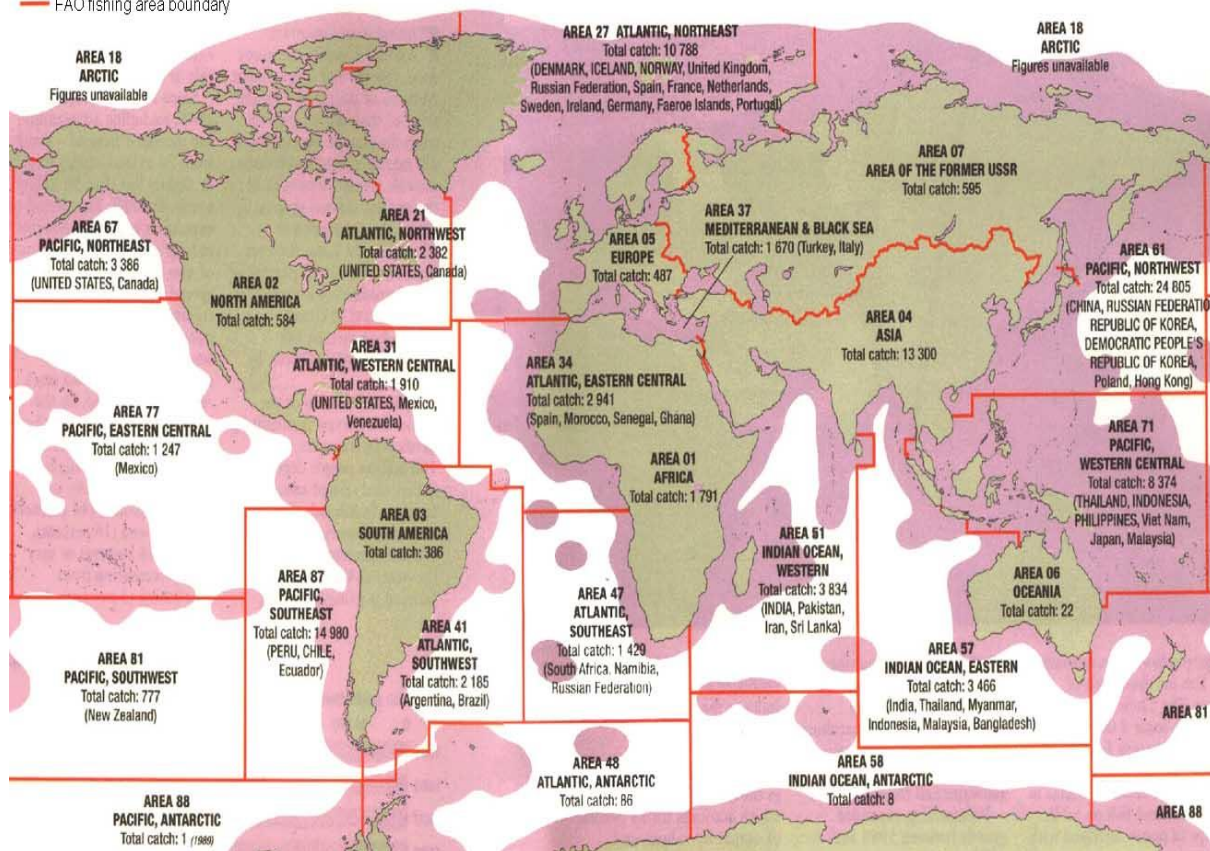 FAO fishing area boundary
AREA 18
ARCTIC
Figures unavailable
AREA 27 ATLANTIC, NORTHEAST
Total catch: 10 788
(DENMARK, ICELAND, NORWAY, United Kingdom,
Russian Federation, Spain, France, Netherlands,
Sweden, Ireland, Germany, Faeroe Islands, Portugal)
AREA 18
ARCTIC
Figures unavailable
AREA 07
AREA OF THE FORMER USSR
Total catch: 595
AREA 67
PACIFIC, NORTHEAST
Total catch: 3 386
(UNITED STATES, Canada)
AREA 02
NORTH AMERICA
Total catch: 584
AREA 21
ATLANTIC, NORTHWEST
Total catch: 2 382
(UNITED STATES, Canada)
AREA 05
EUROPE
Total catch: 487
AREA 37
MEDITERRANEAN & BLACK SEA
Total catch: 1 670 (Turkey, Italy)
AREA 61
PACIFIC, NORTHWEST
Total catch: 24 805
(CHINA, RUSSIAN FEDERATIO
REPUBLIC OF KOREA,
DEMOCRATIC PEOPLE'S
REPUBLIC OF KOREA,
Poland, Hong Kong)
AREA 04
ASIA
Total catch: 13 300
AREA 31
ATLANTIC, WESTERN CENTRAL
Total catch: 1 910
(UNITED STATES, Mexico,
Venezuela)
AREA 34
ATLANTIC, EASTERN CENTRAL
Total catch: 2 941
(Spain, Morocco, Senegal, Ghana)
AREA 77
PACIFIC, EASTERN CENTRAL
Total catch: 1 247
(Mexico)
AREA 01
AFRICA
Total catch: 1 791
AREA 71
PACIFIC,
WESTERN CENTRAL
Total catch: 8 374
(THAILAND, INDONESIA,
PHILIPPINES, Viet Nam,
Japan, Malaysia)
AREA 03
SOUTH AMERICA
Total catch: 386
AREA 51
INDIAN OCEAN,
WESTERN
Total catch: 3 834
(INDIA, Pakistan,
Iran, Sri Lanka)
AREA 06
OCEANIA
Total catch: 22
AREA 87
PACIFIC,
SOUTHEAST
Total catch: 14 980
(PERU, CHILE,
Ecuador)
AREA 47
ATLANTIC,
SOUTHEAST
Total catch: 1 429
(South Africa, Namibia,
Russian Federation)
AREA 41
ATLANTIC,
SOUTHWEST
Total catch: 2 185
(Argentina, Brazil)
AREA 81
PACIFIC, SOUTHWEST
Total catch: 777
(New Zealand)
AREA 57
INDIAN OCEAN, EASTERN
Total catch: 3 466
(India, Thailand, Myanmar,
Indonesia, Malaysia, Bangladesh)
AREA 81
AREA 48
ATLANTIC, ANTARCTIC
Total catch: 86
AREA 58
INDIAN OCEAN, ANTARCTIC
Total catch: 8
AREA 88
PACIFIC, ANTARCTIC
Total catch: 1 (1989)
AREA 88